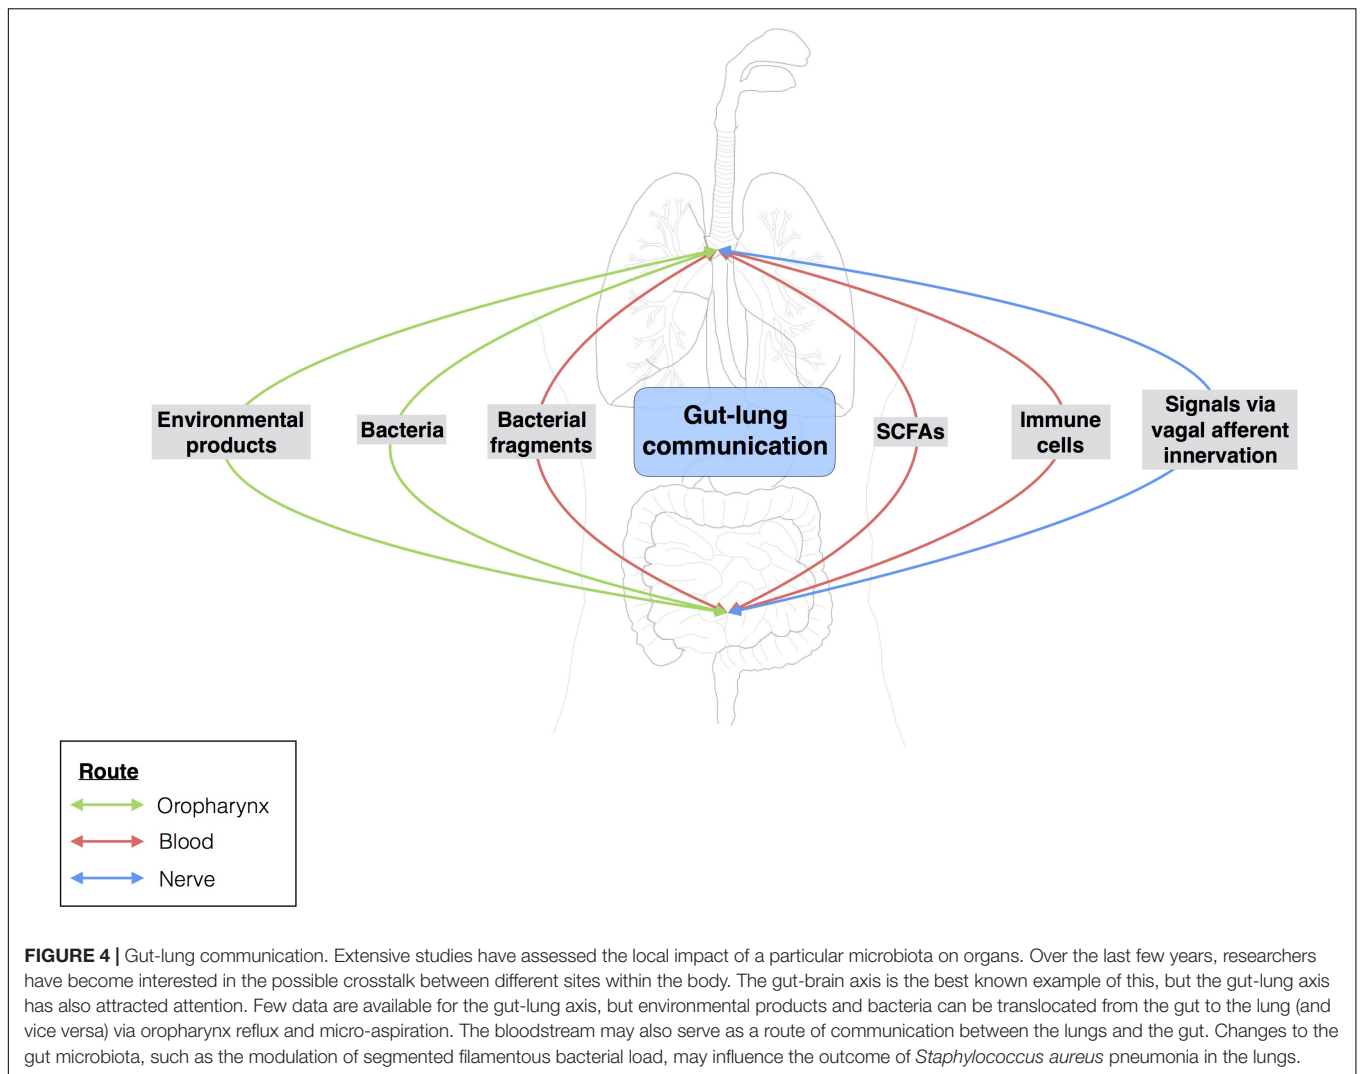 Environmental
products
Bacteria
Bacterial
fragments
Gut-lung
communication
SCFAs
Immune
cells
Signals via
vagal afferent
innervation
Route
Oropharynx
Blood
Nerve
FIGURE 4 | Gut-lung communication. Extensive studies have assessed the local impact of a particular microbiota on organs. Over the last few years, researchers
have become interested in the possible crosstalk between different sites within the body. The gut-brain axis is the best known example of this, but the gut-lung axis
has also attracted attention. Few data are available for the gut-lung axis, but environmental products and bacteria can be translocated from the gut to the lung (and
vice versa) via oropharynx reflux and micro-aspiration. The bloodstream may also serve as a route of communication between the lungs and the gut. Changes to the
gut microbiota, such as the modulation of segmented filamentous bacterial load, may influence the outcome of Staphylococcus aureus pneumonia in the lungs.